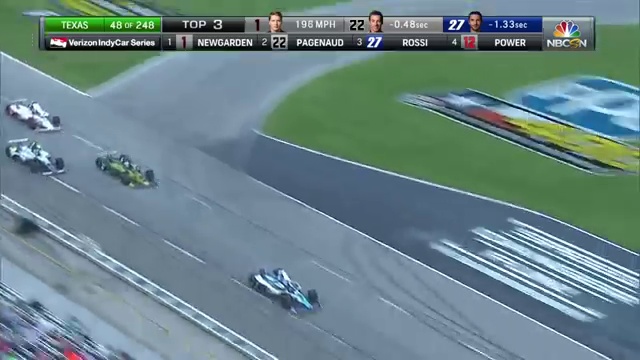 TEXAS 48 OF 248 TOP 3 1 196 MPH 22 -0.48sec 27 -1.33sec
Verizon IndyCar Series 1 1 NEWGARDEN 2 22 PAGENAUD 3 27 ROSSI 4 12 POWER
NBCSN